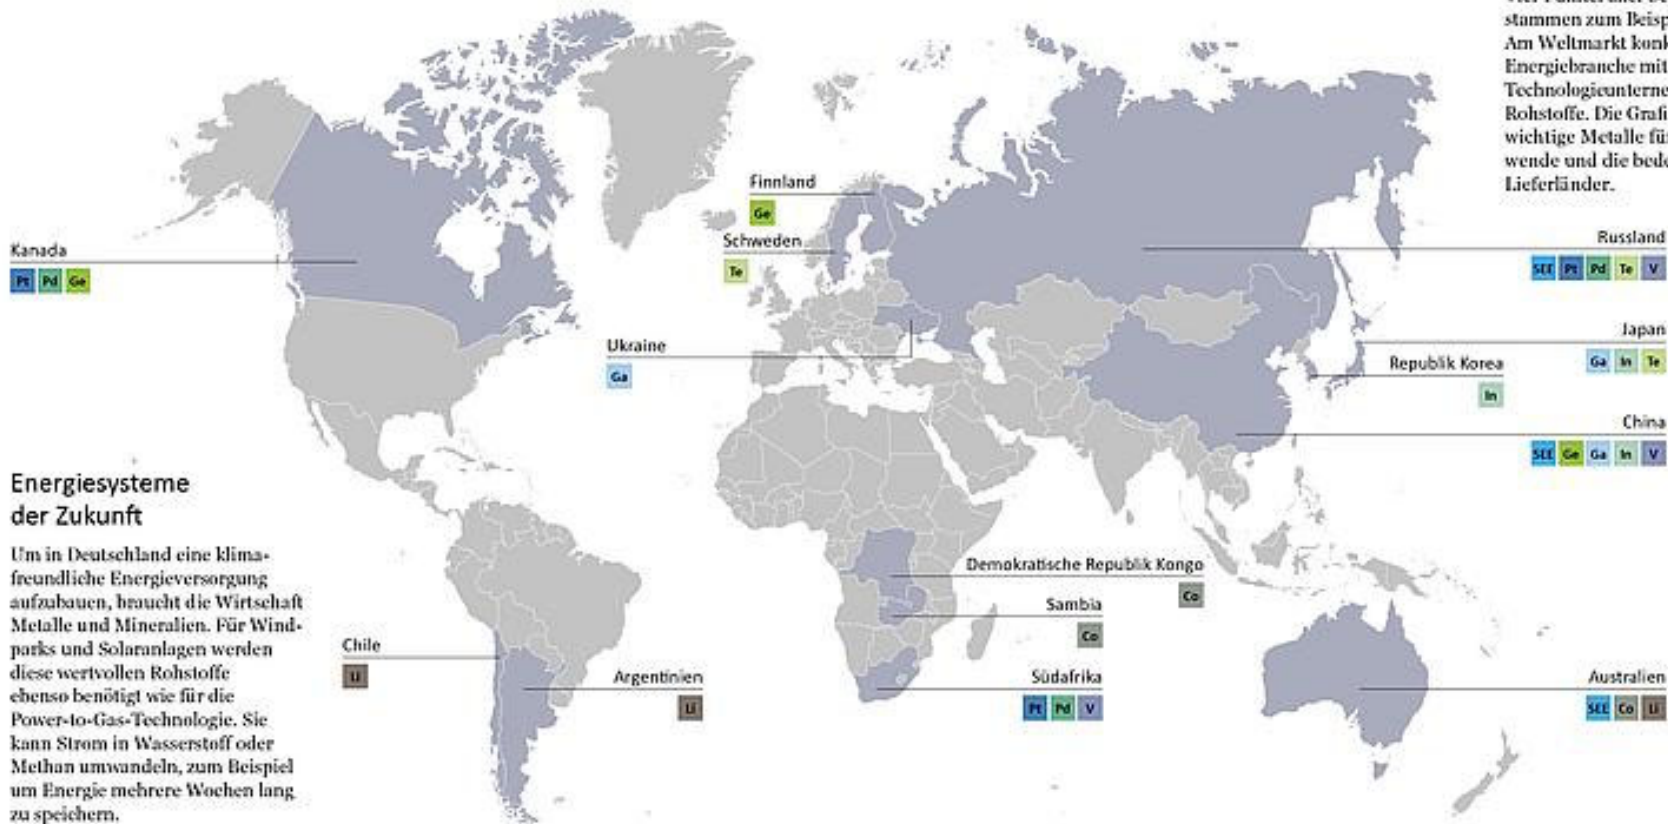 stammen zum Beisp
Am Weltmarkt
Energiebranche mit
Technologieunterne
Rohstoffe. Die Grafi
wichtige Metalle fü
wende und die bede
Lieferländer.
Finnland
Ge
Schweden
Te
Kanada
Pt Pd Ge
Russland
SEE Pt Pd Te V
Ukraine
Ga
Japan
Ga In Te
Republik Korea
In
China
SEE Ge Ga In V
Energiesysteme
der Zukunft
Um in Deutschland eine klima-
freundliche Energieversorgung
aufzubauen, braucht die Wirtschaft
Metalle und Mineralien. Für Wind-
parks und Solaranlagen werden
diese wertvollen Rohstoffe
ebenso benötigt wie für die
Power-to-Gas-Technologie. Sie
kann Strom in Wasserstoff oder
Methan umwandeln, zum Beispiel
um Energie mehrere Wochen lang
zu speichern.
Demokratische Republik Kongo
Co
Sambia
Co
Chile
Li
Argentinien
Li
Südafrika
Pt Pd V
Australien
SEE Co Li